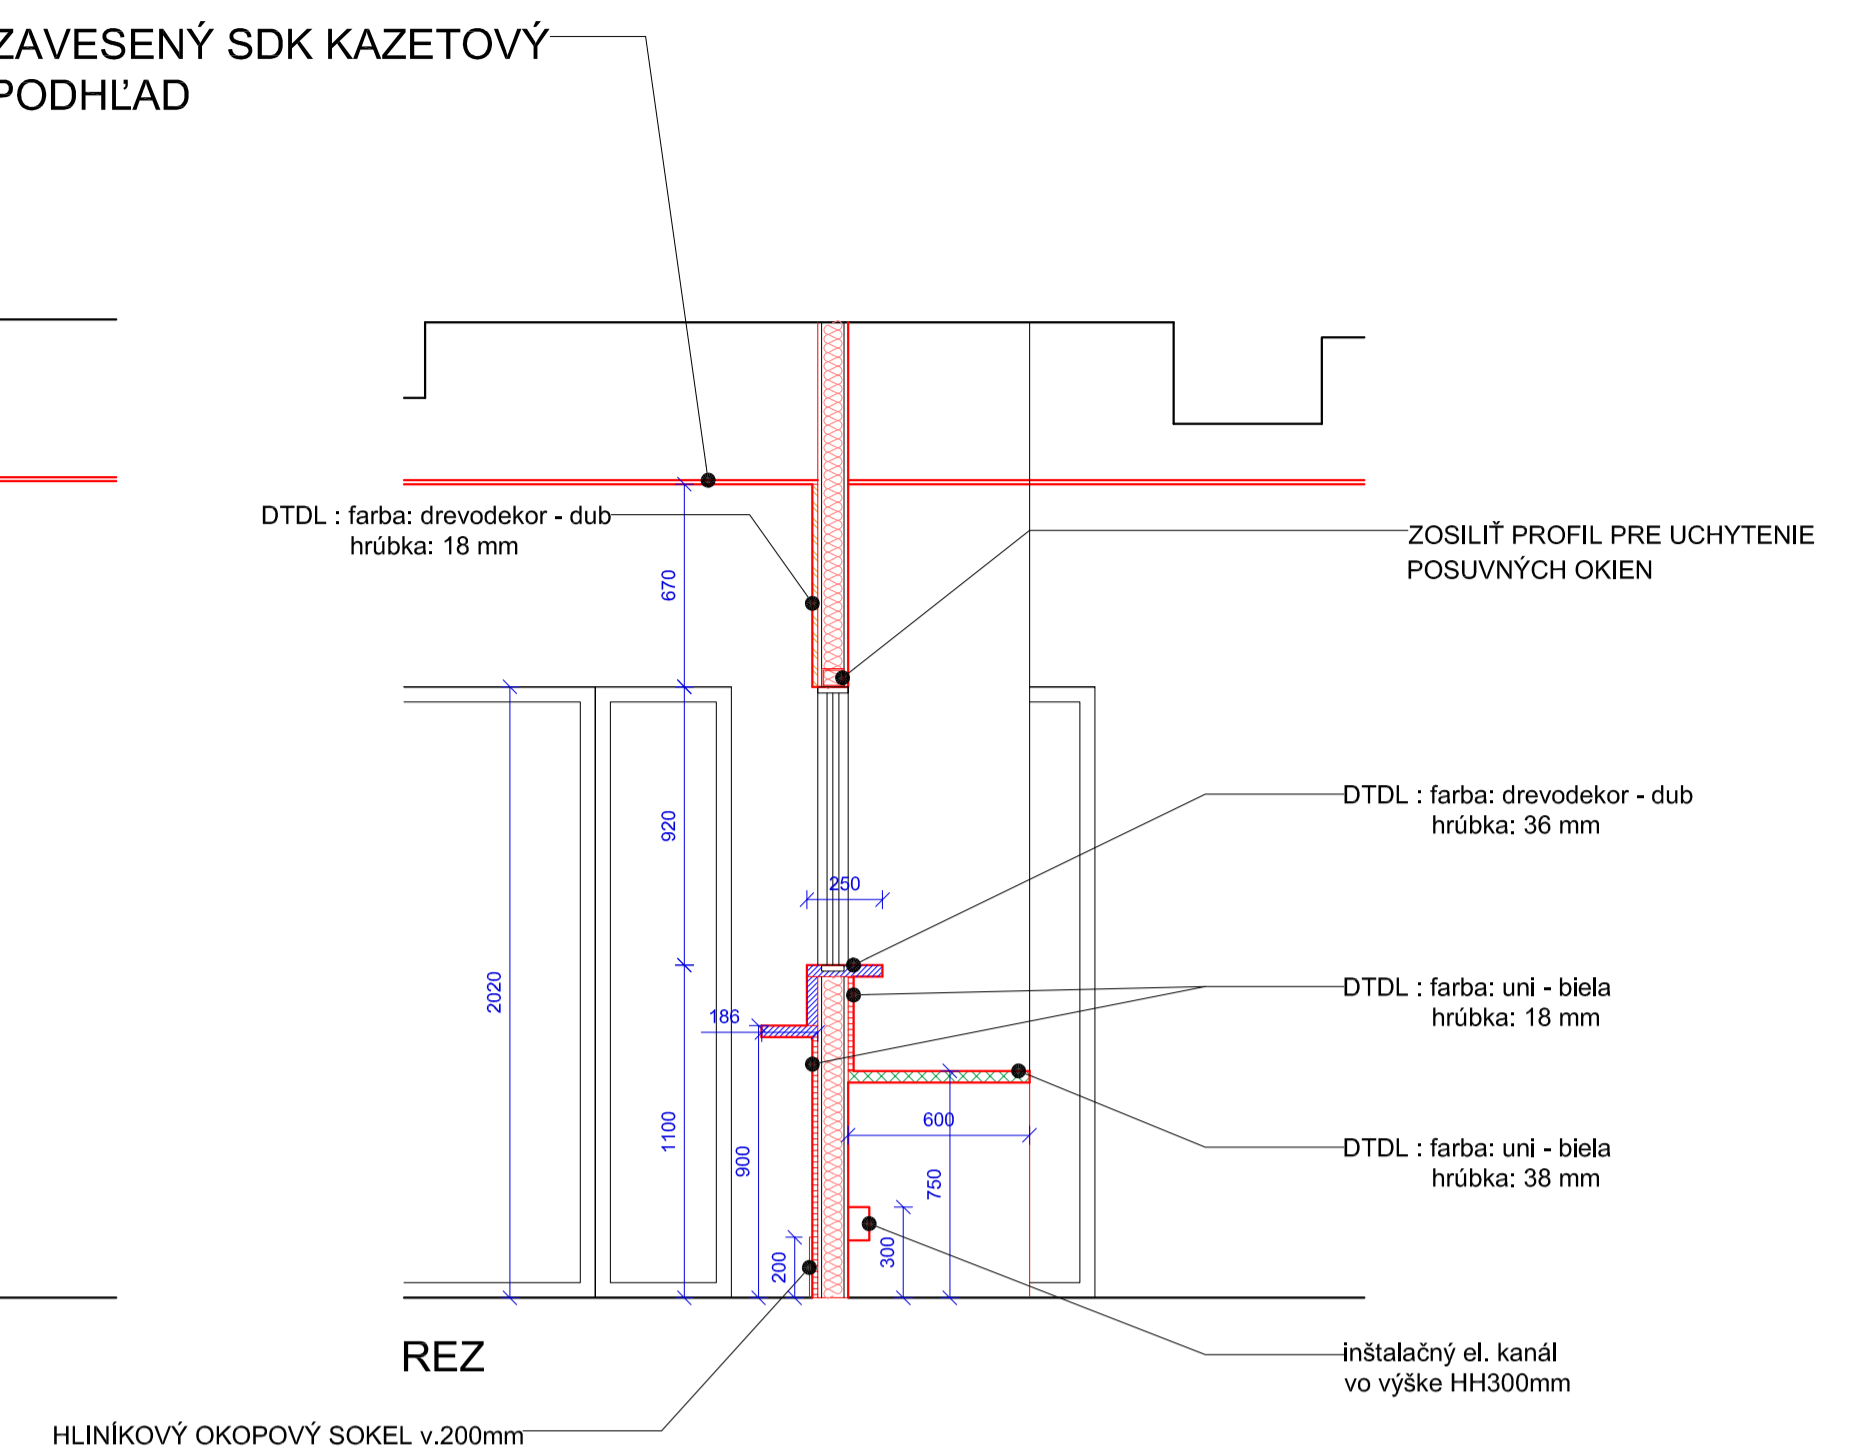 ZAVESENÝ SDK KAZETOVÝ
PODHĽAD
DTDL : farba: drevodekor - dub
hrúbka: 18 mm
ZOSILIŤ PROFIL PRE UCHYTENIE
POSUVNÝCH OKIEN
670
DTDL : farba: drevodekor - dub
hrúbka: 36 mm
920
250
2020
DTDL : farba: uni - biela
hrúbka: 18 mm
186
1100
900
600
750
DTDL : farba: uni - biela
hrúbka: 38 mm
200
300
REZ
inštalačný el. kanál
vo výške HH300mm
HLINÍKOVÝ OKOPOVÝ SOKEL v.200mm